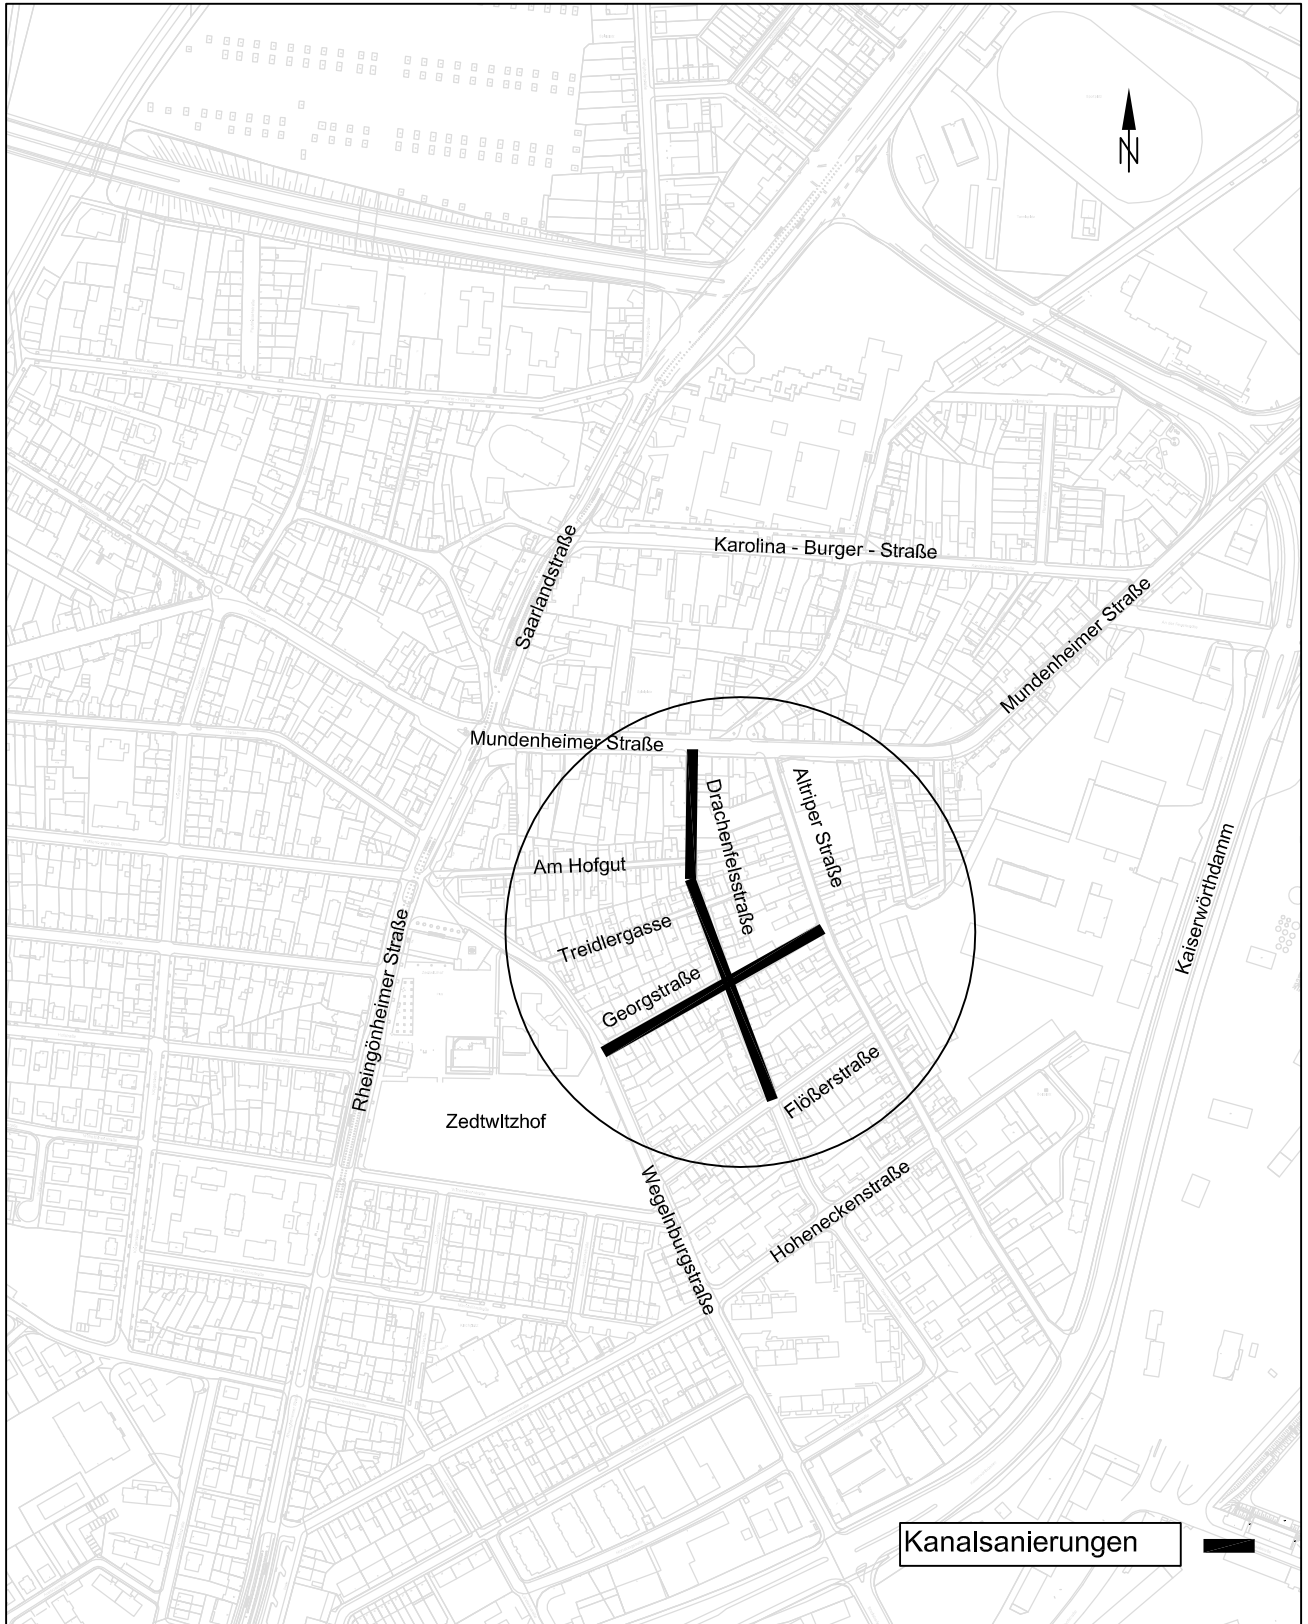 N
Karolina - Burger - Straße
Saarlandstraße
Mundenheimer Straße
Mundenheimer Straße
Drachenfelsstraße
Altriper Straße
Am Hofgut
Kaiserwörthdamm
Treidlergasse
Georgstraße
Rheingönheimer Straße
Flößerstraße
Zedtwltzhof
Wegelnburgstraße
Hoheneckenstraße
Kanalsanierungen